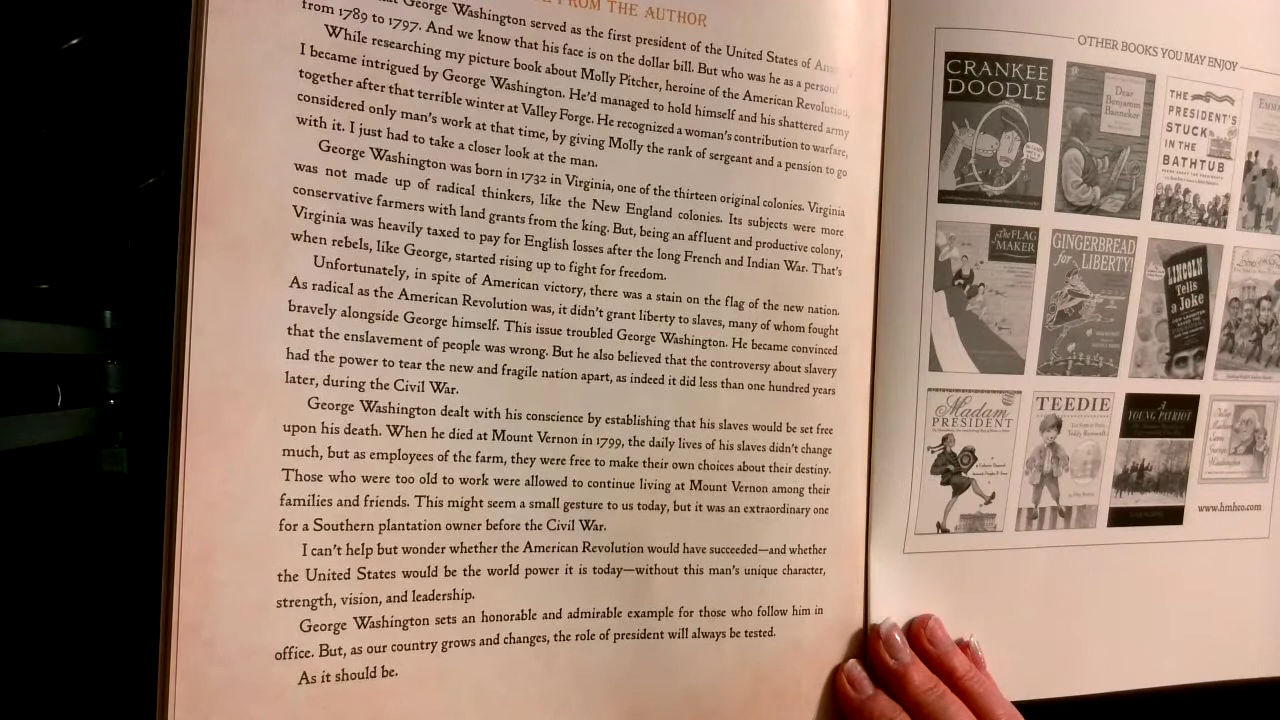 FROM THE AUTHOR
George Washington served as the first president of the United States of
from 1789 to 1797. And we know that his face is on the dollar bill. But who was he as a person
While researching my picture book about Molly Pitcher, heroine of the American Revolution,
I became intrigued by George Washington. He'd managed to hold himself and his shattered army
together after that terrible winter at Valley Forge. He recognized a woman's contribution to warfare,
considered only man's work at that time, by giving Molly the rank of sergeant and a pension to go
with it. I just had to take a closer look at the man.
George Washington was born in 1732 in Virginia, one of the thirteen original colonies. Virginia
was not made up of radical thinkers, like the New England colonies. Its subjects were more
conservative farmers with land grants from the king. But, being an affluent and productive colony,
Virginia was heavily taxed to pay for English losses after the long French and Indian War. That's
when rebels, like George, started rising up to fight for freedom.
Unfortunately, in spite of American victory, there was a stain on the flag of the new nation.
As radical as the American Revolution was, it didn't grant liberty to slaves, many of whom fought
bravely alongside George himself. This issue troubled George Washington. He became convinced
that the enslavement of people was wrong. But he also believed that the controversy about slavery
had the power to tear the new and fragile nation apart, as indeed it did less than one hundred years
later, during the Civil War.
George Washington dealt with his conscience by establishing that his slaves would be set free
upon his death. When he died at Mount Vernon in 1799, the daily lives of his slaves didn't change
much, but as employees of the farm, they were free to make their own choices about their destiny.
Those who were too old to work were allowed to continue living at Mount Vernon among their
families and friends. This might seem a small gesture to us today, but it was an extraordinary one
for a Southern plantation owner before the Civil War.
I can't help but wonder whether the American Revolution would have succeeded—and whether
the United States would be the world power it is today—without this man's unique character,
strength, vision, and leadership.
George Washington sets an honorable and admirable example for those who follow him in
office. But, as our country grows and changes, the role of president will always be tested.
As it should be.
OTHER BOOKS YOU MAY ENJOY
CRANKEE
DOODLE
Dear
Benjamin
Banneker
THE
PRESIDENT'S
STUCK
IN THE
BATHTUB
The FLAG
MAKER
GINGERBREAD
for LIBERTY!
LINCOLN
Tells
a Joke
Madam
PRESIDENT
TEEDIE
Teddy Roosevelt
A
YOUNG PATRIOT
George
Washington
www.hmhco.com